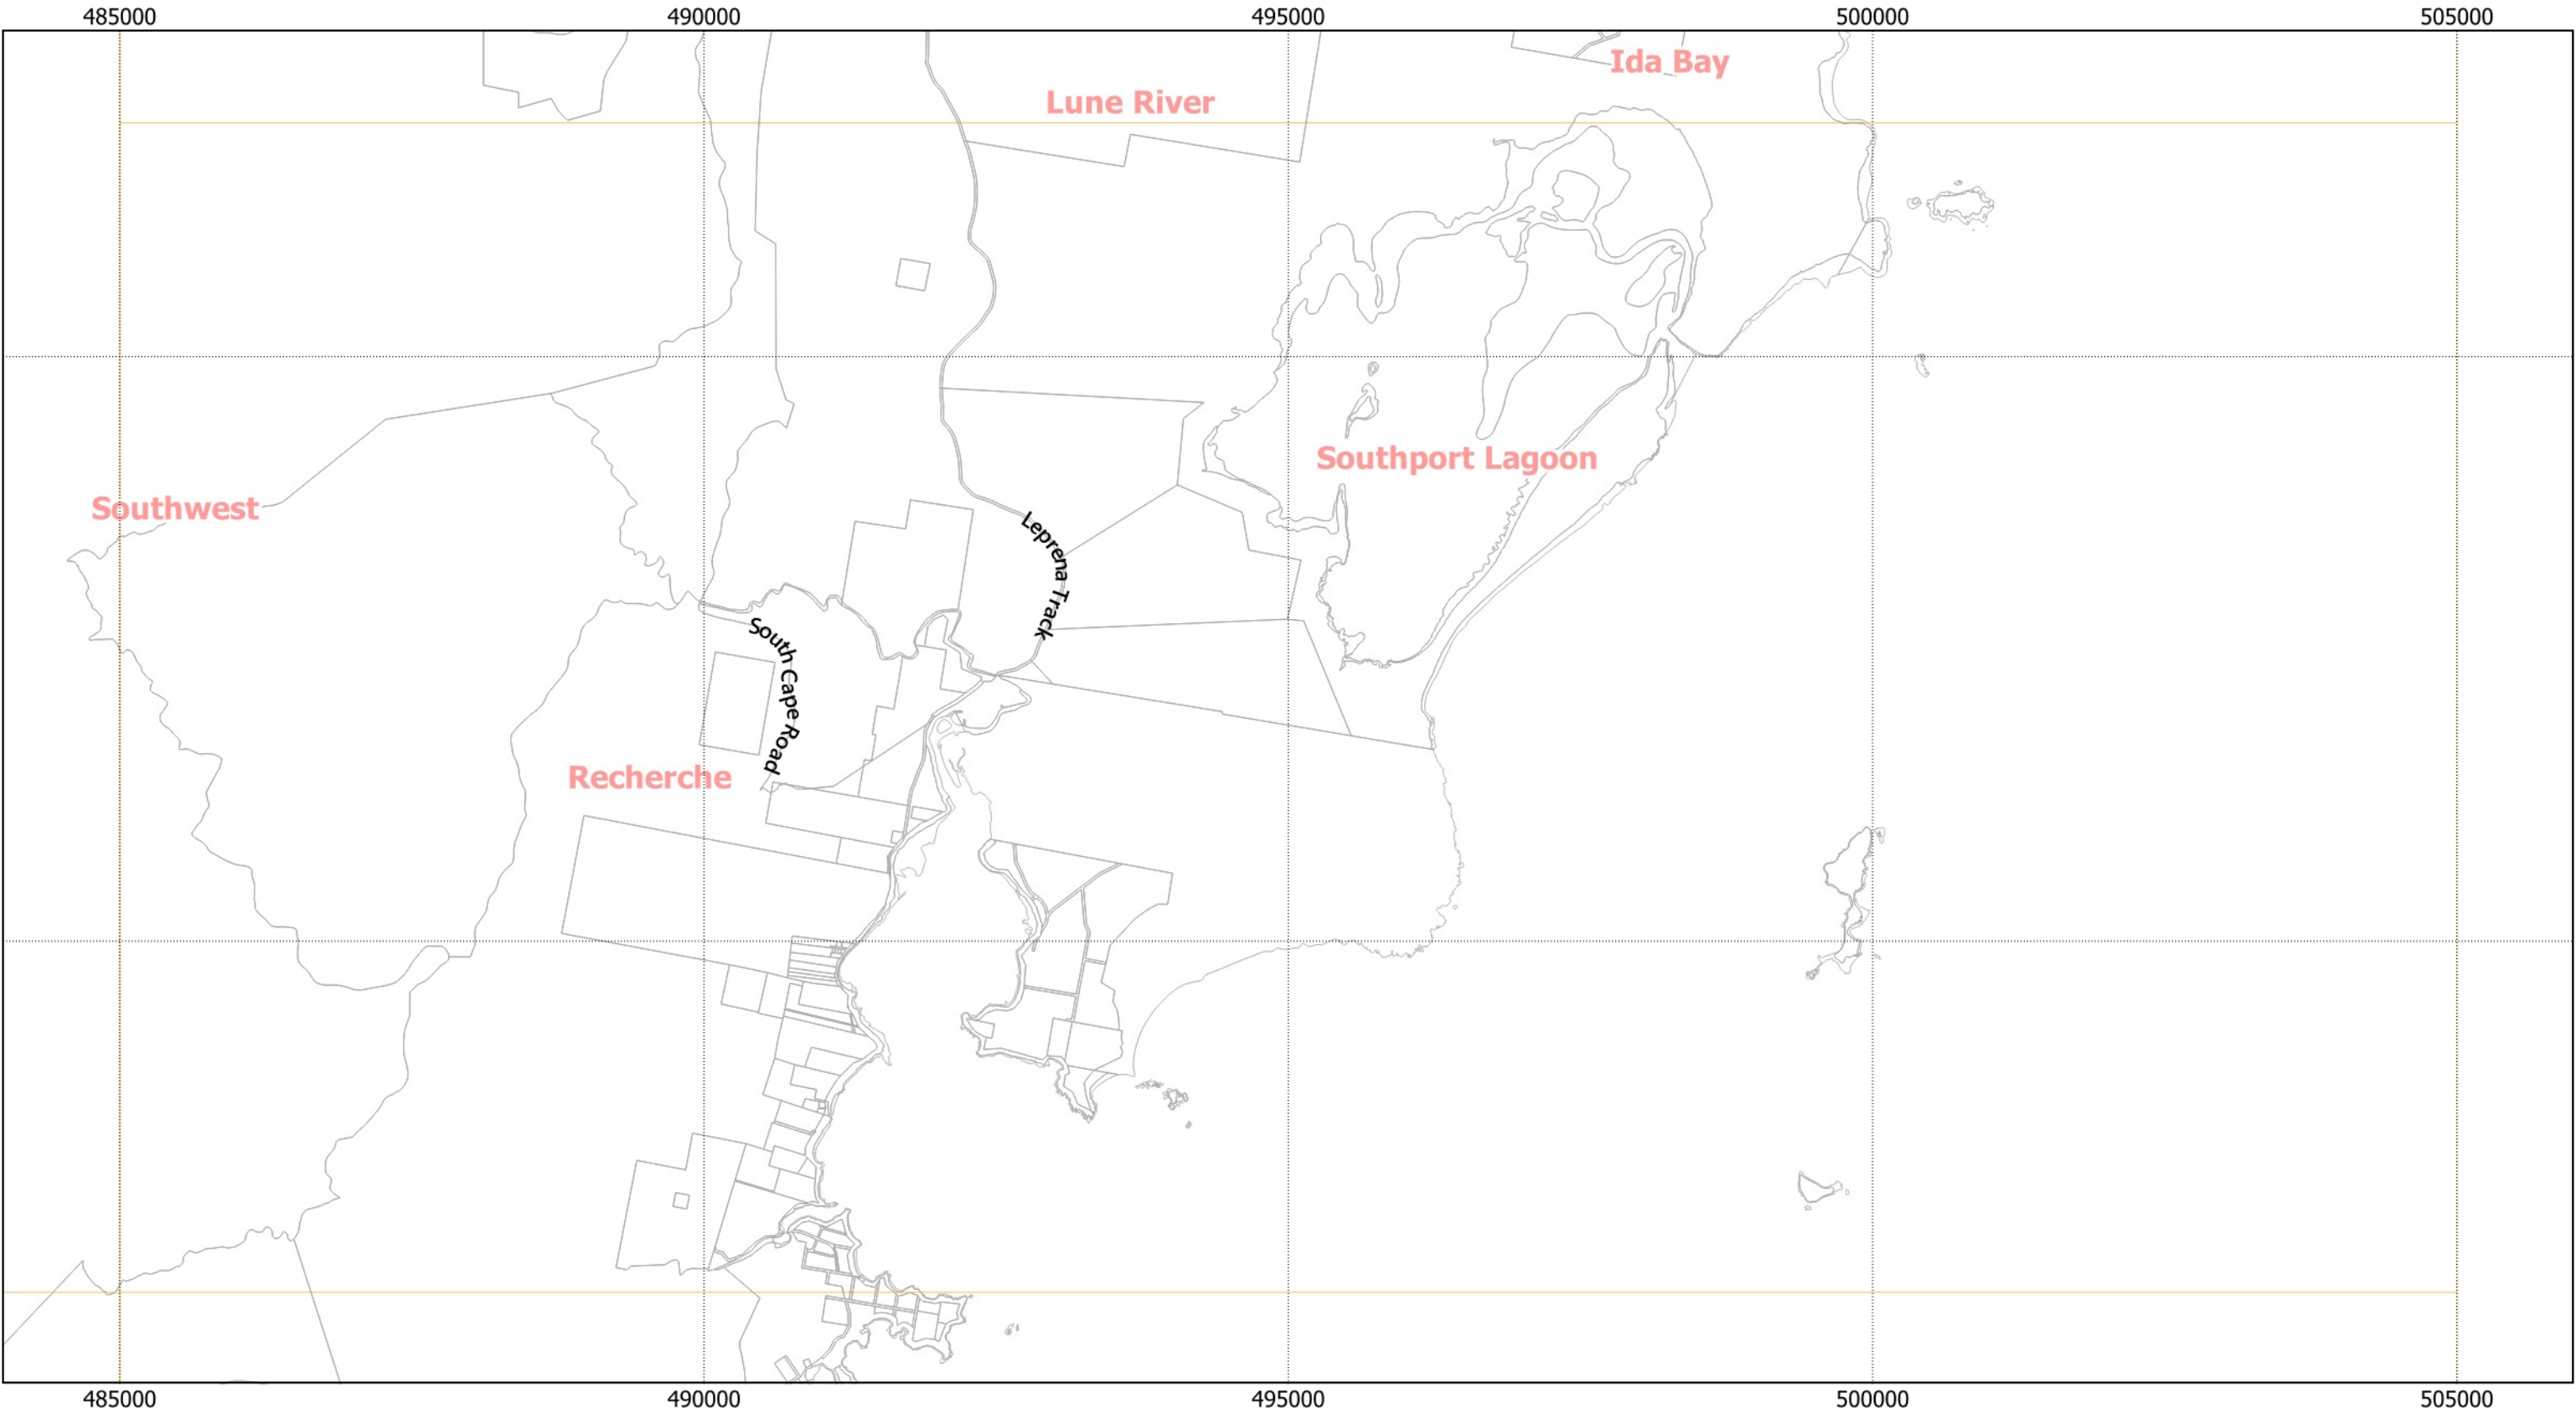 485000 490000 495000 500000 505000
Ida Bay
Lune River
Southport Lagoon
Southwest
Leprena Track
South Cape Road
Recherche
485000 490000 495000 500000 505000